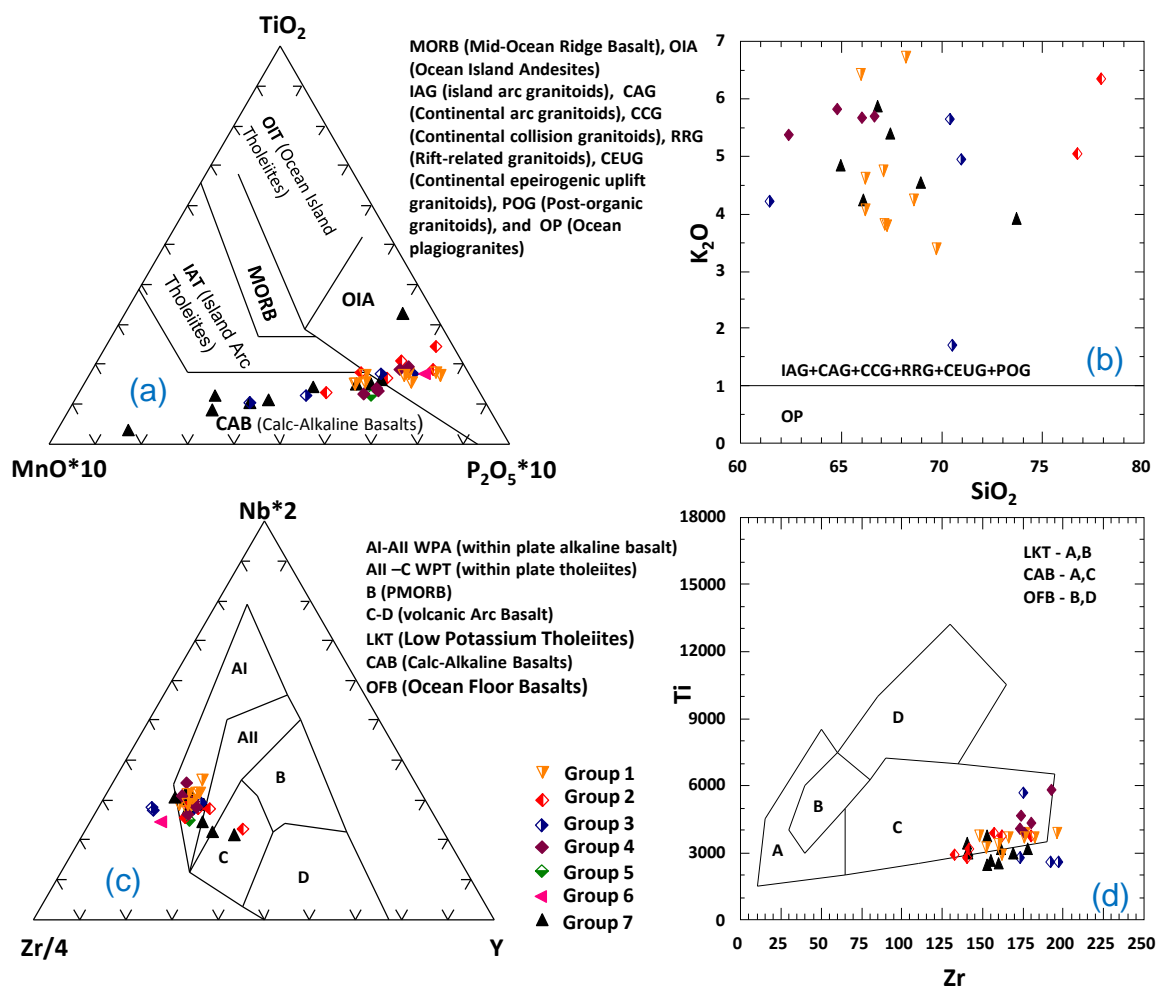 TiO2
MORB (Mid-Ocean Ridge Basalt), OIA
(Ocean Island Andesites)
IAG (island arc granitoids), CAG
(Continental arc granitoids), CCG
(Continental collision granitoids), RRG
(Rift-related granitoids), CEUG
(Continental epeirogenic uplift
granitoids), POG (Post-organic
granitoids), and OP (Ocean
plagiogranites)
OIT (Ocean Island
Tholeiites)
MORB
IAT (Island Arc
Tholeiites)
OIA
(a)
CAB (Calc-Alkaline Basalts)
MnO*10
P2O5*10
7
6
5
4
3
2
1
0
K2O
(b)
IAG+CAG+CCG+RRG+CEUG+POG
OP
60
65
70
75
80
SiO2
Nb*2
AI-AII WPA (within plate alkaline basalt)
AII –C WPT (within plate tholeiites)
B (PMORB)
C-D (volcanic Arc Basalt)
LKT (Low Potassium Tholeiites)
CAB (Calc-Alkaline Basalts)
OFB (Ocean Floor Basalts)
AI
AII
B
C
D
(c)
Zr/4
Y
Group 1
Group 2
Group 3
Group 4
Group 5
Group 6
Group 7
18000
15000
12000
9000
6000
3000
0
Ti
LKT - A,B
CAB - A,C
OFB - B,D
D
B
C
A
(d)
0
25
50
75
100
125
150
175
200
225
250
Zr